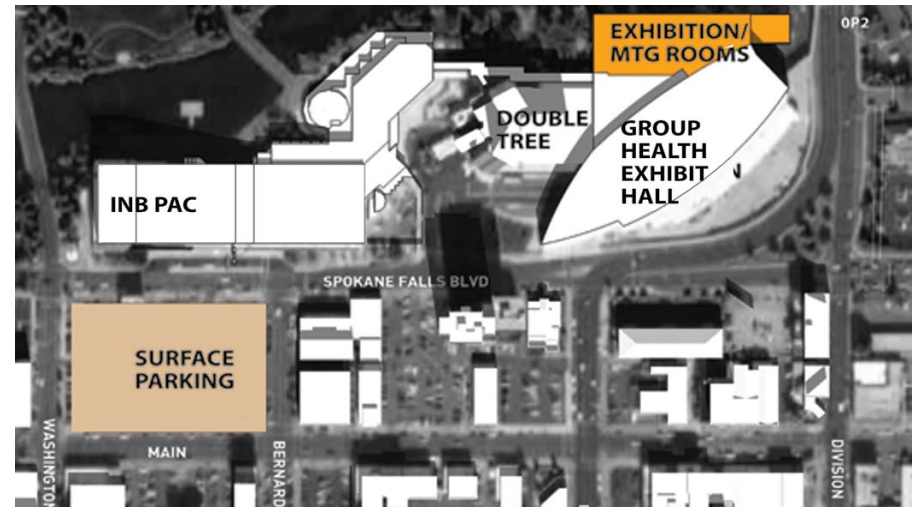 EXHIBITION/
MTG ROOMS
OP2
DOUBLE
TREE
GROUP
HEALTH
EXHIBIT
HALL
INB PAC
SPOKANE FALLS BLVD
SURFACE
PARKING
WASHINGTON
MAIN
BERNARD
DIVISION